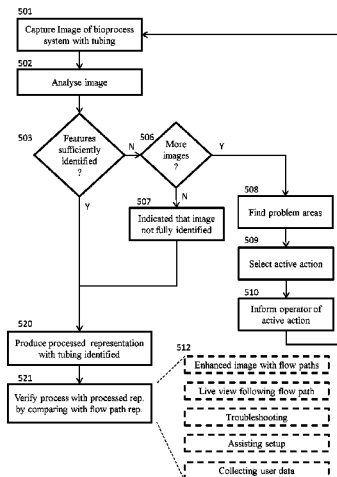 501
Capture Image of bioprocess
system with tubing
502
Analyse image
503
Features
sufficiently
identified
?
N
Y
506
More
images
?
Y
N
507
Indicated that image
not fully identified
508
Find problem areas
509
Select active action
510
Inform operator of
active action
520
Produce processed representation
with tubing identified
521
Verify process with processed rep.
by comparing with flow path rep.
512
Enhanced image with flow paths
Live view following flow path
Troubleshooting
Assisting setup
Collecting user data